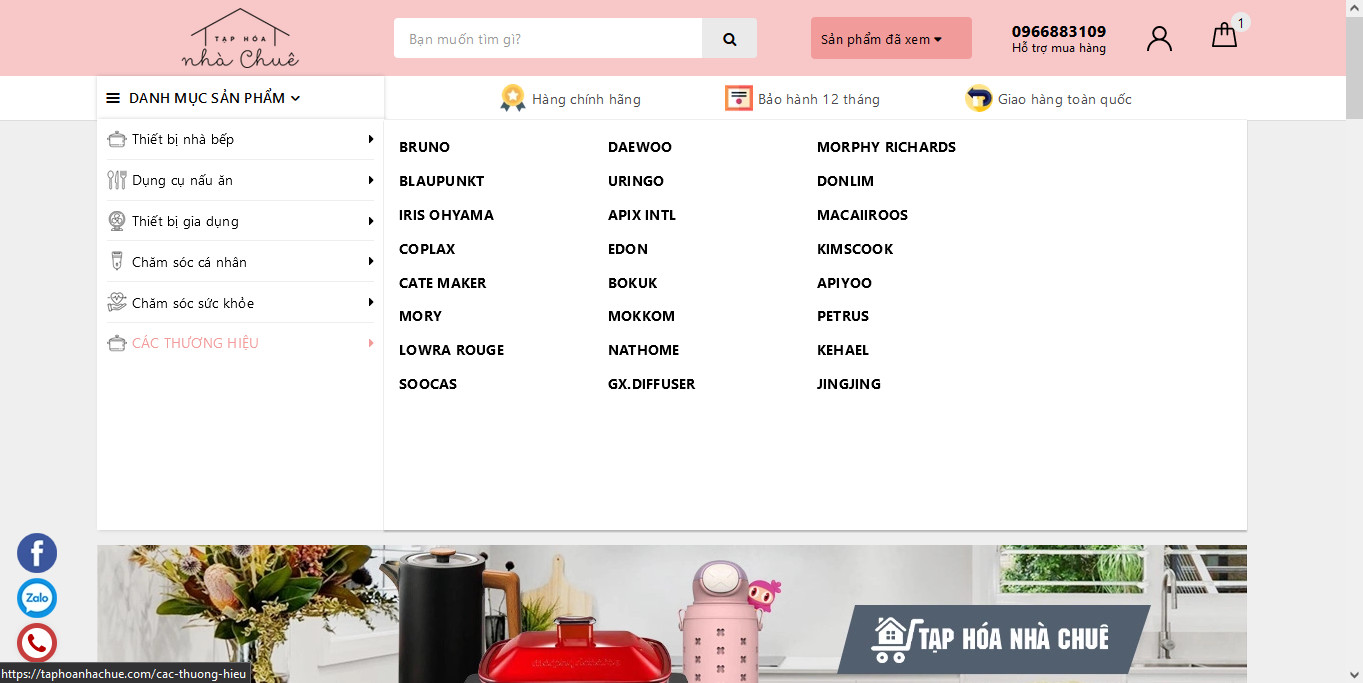 TẠP HÓA
nhà Chuê
Bạn muốn tìm gì?
Sản phẩm đã xem
0966883109
Hỗ trợ mua hàng
1
DANH MỤC SẢN PHẨM
Hàng chính hãng
Bảo hành 12 tháng
Giao hàng toàn quốc
Thiết bị nhà bếp
Dụng cụ nấu ăn
Thiết bị gia dụng
Chăm sóc cá nhân
Chăm sóc sức khỏe
CÁC THƯƠNG HIỆU
BRUNO DAEWOO MORPHY RICHARDS
BLAUPUNKT URINGO DONLIM
IRIS OHYAMA APIX INTL MACAIIROOS
COPLAX EDON KIMSCOOK
CATE MAKER BOKUK APIYOO
MORY MOKKOM PETRUS
LOWRA ROUGE NATHOME KEHAEL
SOOCAS GX.DIFFUSER JINGJING
Zalo
TẠP HÓA NHÀ CHUÊ
https://taphoanhachue.com/cac-thuong-hieu